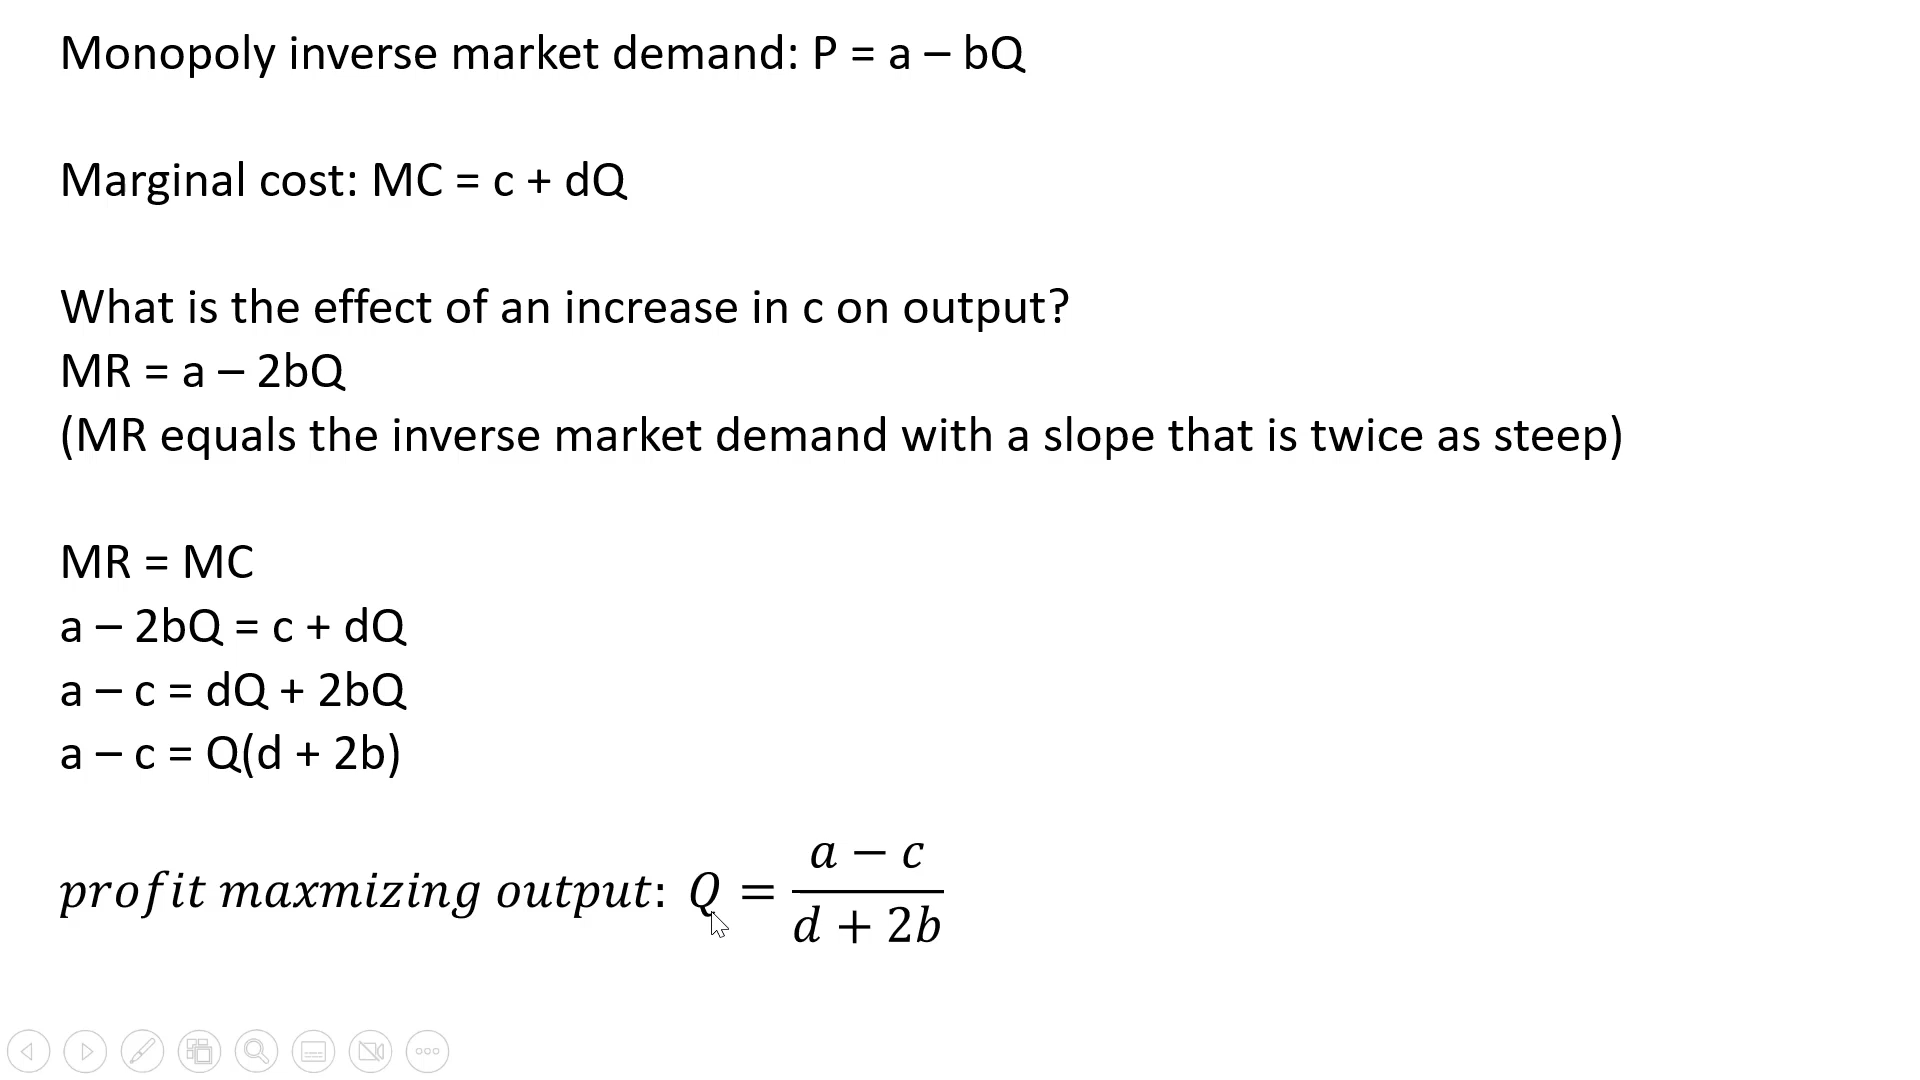 Monopoly inverse market demand: P = a – bQ
Marginal cost: MC = c + dQ
What is the effect of an increase in c on output?
MR = a – 2bQ
(MR equals the inverse market demand with a slope that is twice as steep)
MR = MC
a – 2bQ = c + dQ
a – c = dQ + 2bQ
a – c = Q(d + 2b)
profit maxmizing output: Q = (a − c)/(d + 2b)